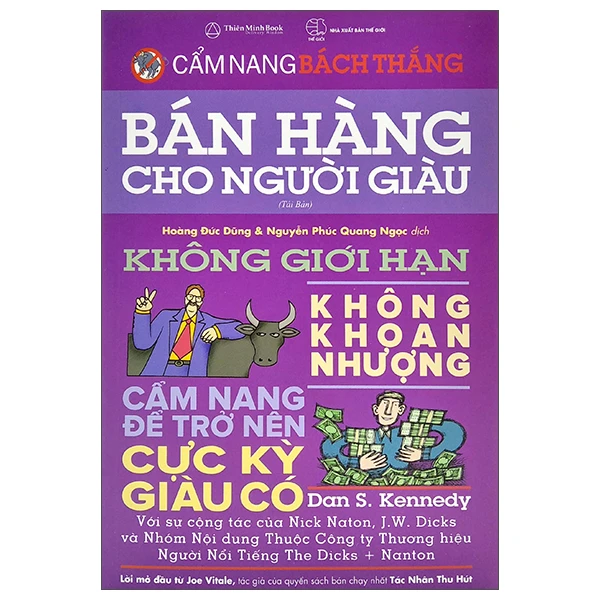 Thiên Minh Book
Delivery Wisdom
NHÀ XUẤT BẢN THẾ GIỚI
THẾ GIỚI
CẨM NANG BÁCH THẮNG
BÁN HÀNG
CHO NGƯỜI GIÀU
(Tái Bản)
Hoàng Đức Dũng & Nguyễn Phúc Quang Ngọc dịch
KHÔNG GIỚI HẠN
KHÔNG
KHOAN
NHƯỢNG
CẨM NANG
ĐỂ TRỞ NÊN
CỰC KỲ
GIÀU CÓ
Dan S. Kennedy
Với sự cộng tác của Nick Naton, J.W. Dicks
và Nhóm Nội dung Thuộc Công ty Thương hiệu
Người Nổi Tiếng The Dicks + Nanton
Lời mở đầu từ Joe Vitale, tác giả của quyển sách bán chạy nhất Tác Nhân Thu Hút